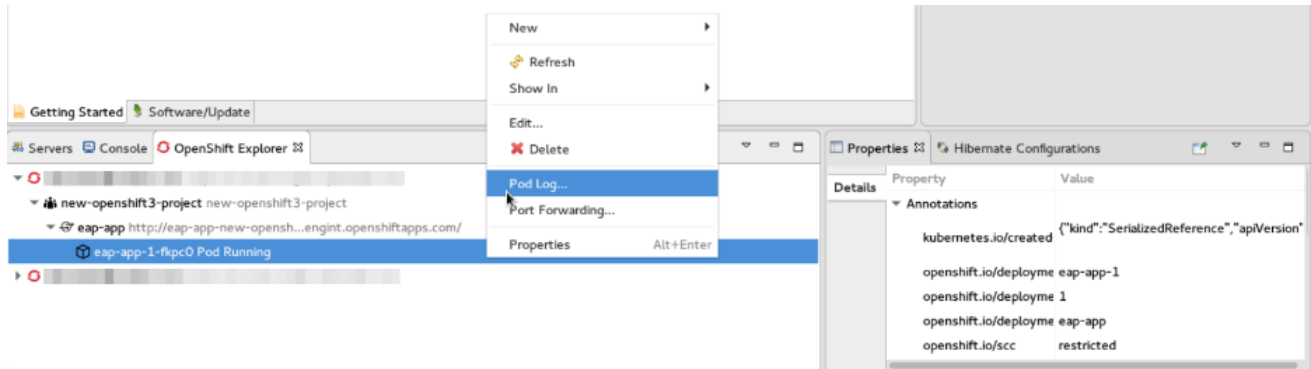 New
Refresh
Show In
Edit...
Delete
Pod Log...
Port Forwarding...
Properties Alt+Enter
Getting Started Software/Update
Servers Console OpenShift Explorer
new-openshift3-project new-openshift3-project
eap-app http://eap-app-new-opensh...engint.openshiftapps.com/
eap-app-1-fkpc0 Pod Running
Properties Hibernate Configurations
Details
Property Value
Annotations
kubernetes.io/created {"kind":"SerializedReference","apiVersion"
openshift.io/deployme eap-app-1
openshift.io/deployme 1
openshift.io/deployme eap-app
openshift.io/scc restricted